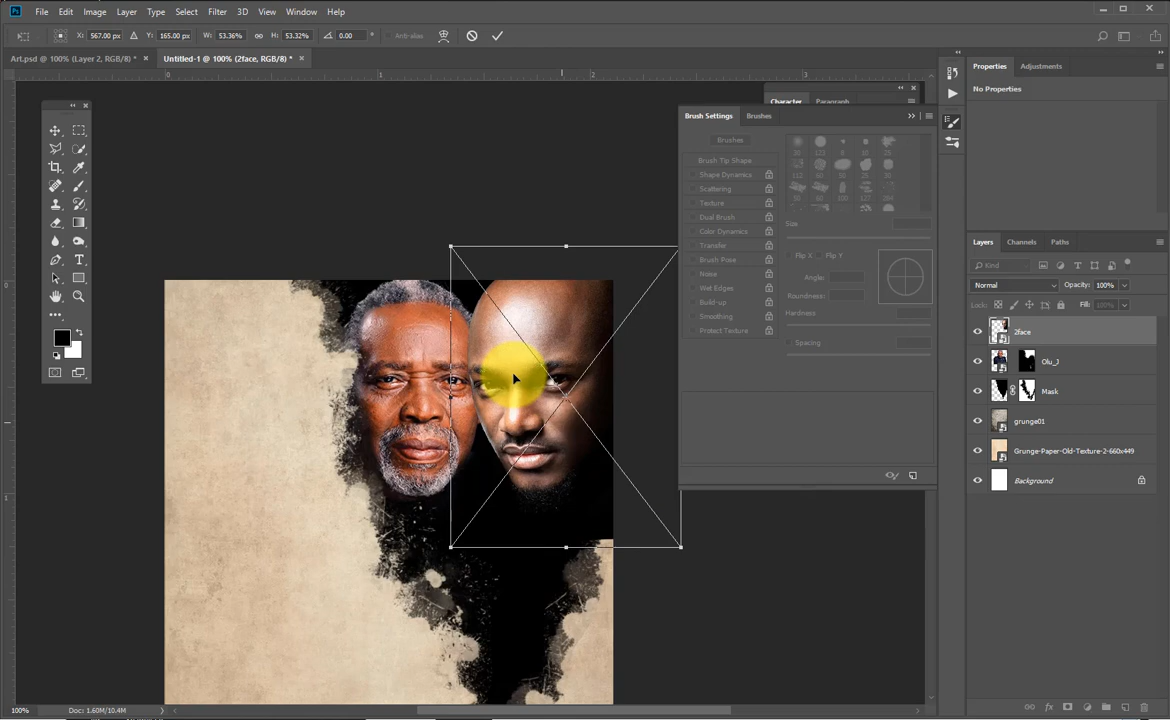 Ps File Edit Image Layer Type Select Filter 3D View Window Help
X: 567.00 px Y: 165.00 px W: 53.36% H: 53.32% 0.00 ° Anti-alias
Art.psd @ 100% (Layer 2, RGB/8) * × Untitled-1 @ 100% (2face, RGB/8) * ×
0 1 2 3
Properties Adjustments
No Properties
Character Paragraph
Brush Settings Brushes
Brushes
Brush Tip Shape
Shape Dynamics
Scattering
Texture
Dual Brush
Color Dynamics
Transfer
Brush Pose
Noise
Wet Edges
Build-up
Smoothing
Protect Texture
Size
Flip X Flip Y
Angle:
Roundness:
Hardness
Spacing
Layers Channels Paths
Kind
Normal Opacity: 100%
Lock: Fill: 100%
2face
Olu_J
Mask
grunge01
Grunge-Paper-Old-Texture-2-660x449
Background
100% Doc: 1.60M/10.4M